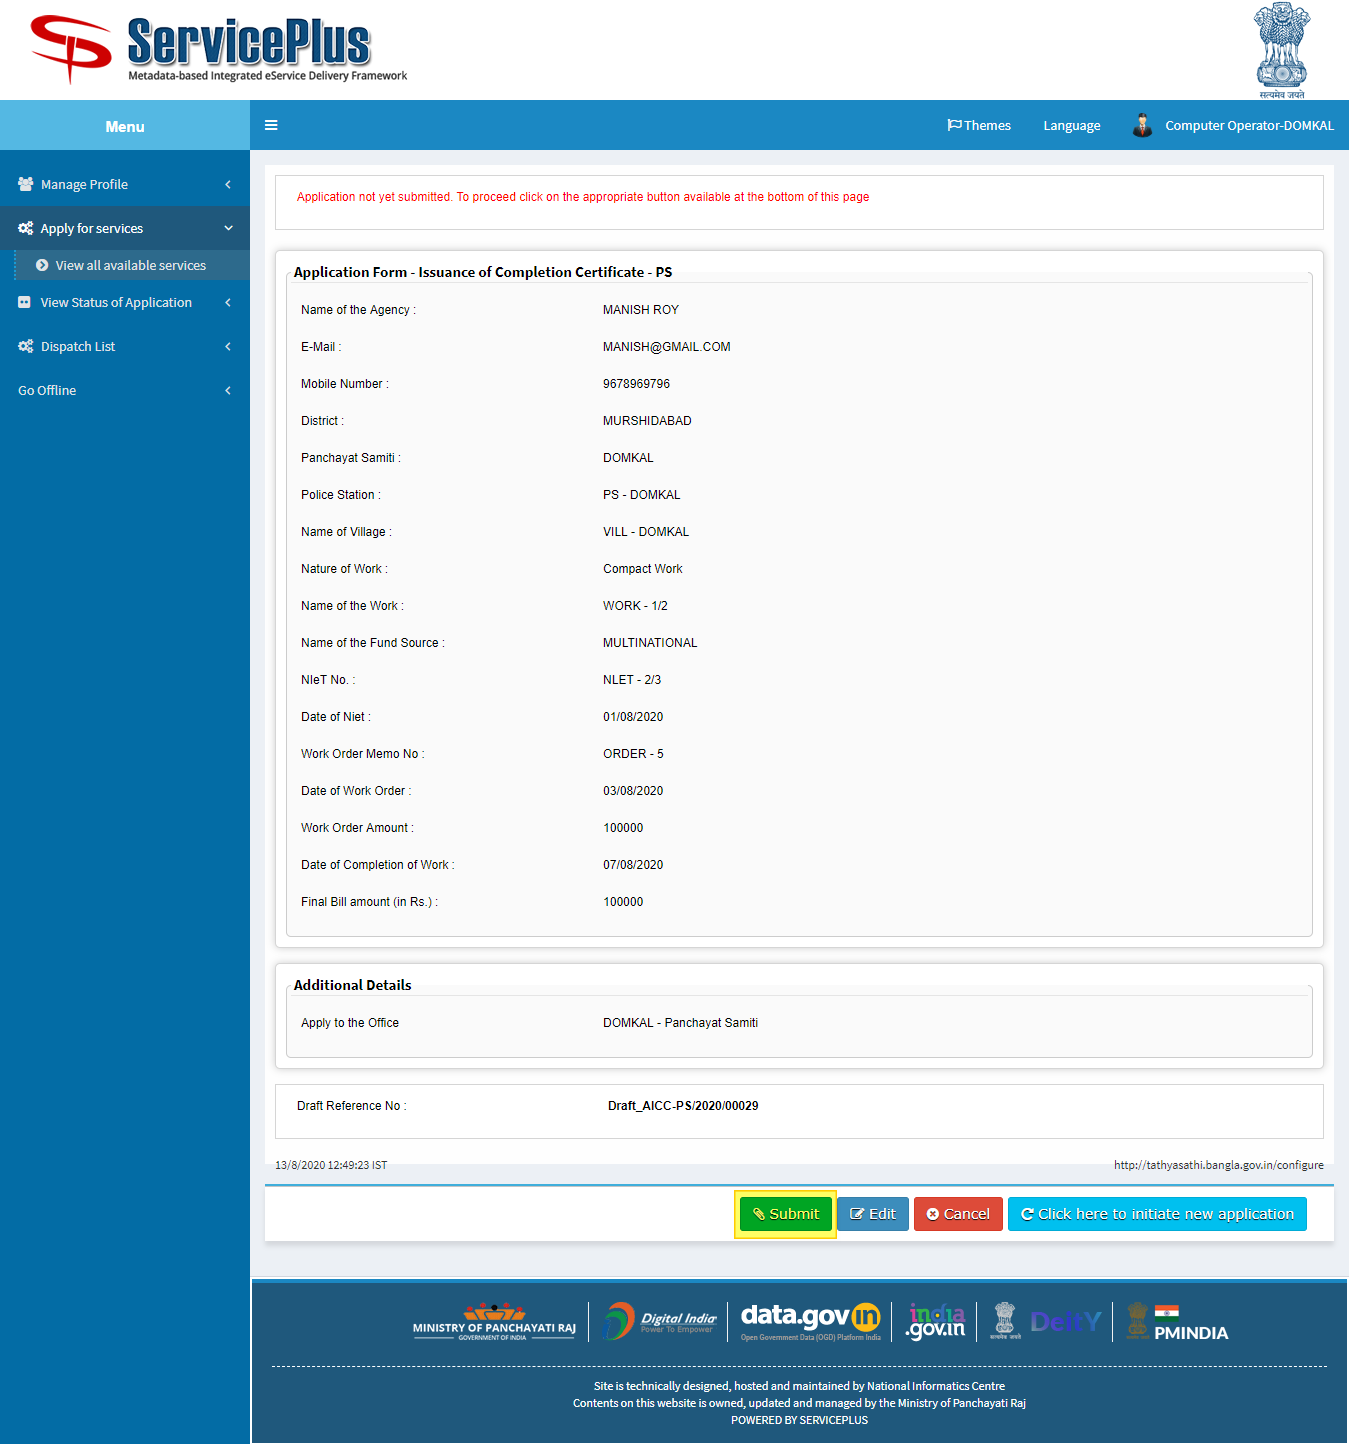 ServicePlus
Metadata-based Integrated eService Delivery Framework
सत्यमेव जयते
Menu
Themes
Language
Computer Operator-DOMKAL
Manage Profile
Apply for services
View all available services
View Status of Application
Dispatch List
Go Offline
Application not yet submitted. To proceed click on the appropriate button available at the bottom of this page
Application Form - Issuance of Completion Certificate - PS
Name of the Agency : MANISH ROY
E-Mail : MANISH@GMAIL.COM
Mobile Number : 9678969796
District : MURSHIDABAD
Panchayat Samiti : DOMKAL
Police Station : PS - DOMKAL
Name of Village : VILL - DOMKAL
Nature of Work : Compact Work
Name of the Work : WORK - 1/2
Name of the Fund Source : MULTINATIONAL
NIeT No. : NLET - 2/3
Date of Niet : 01/08/2020
Work Order Memo No : ORDER - 5
Date of Work Order : 03/08/2020
Work Order Amount : 100000
Date of Completion of Work : 07/08/2020
Final Bill amount (in Rs.) : 100000
Additional Details
Apply to the Office DOMKAL - Panchayat Samiti
Draft Reference No : Draft_AICC-PS/2020/00029
13/8/2020 12:49:23 IST http://tathyasathi.bangla.gov.in/configure
Submit Edit Cancel Click here to initiate new application
MINISTRY OF PANCHAYATI RAJ
GOVERNMENT OF INDIA
Digital India
Power To Empower
data.gov in
Open Government Data (OGD) Platform India
india
.gov.in
सत्यमेव जयते
DeitY
PMINDIA
Site is technically designed, hosted and maintained by National Informatics Centre
Contents on this website is owned, updated and managed by the Ministry of Panchayati Raj
POWERED BY SERVICEPLUS